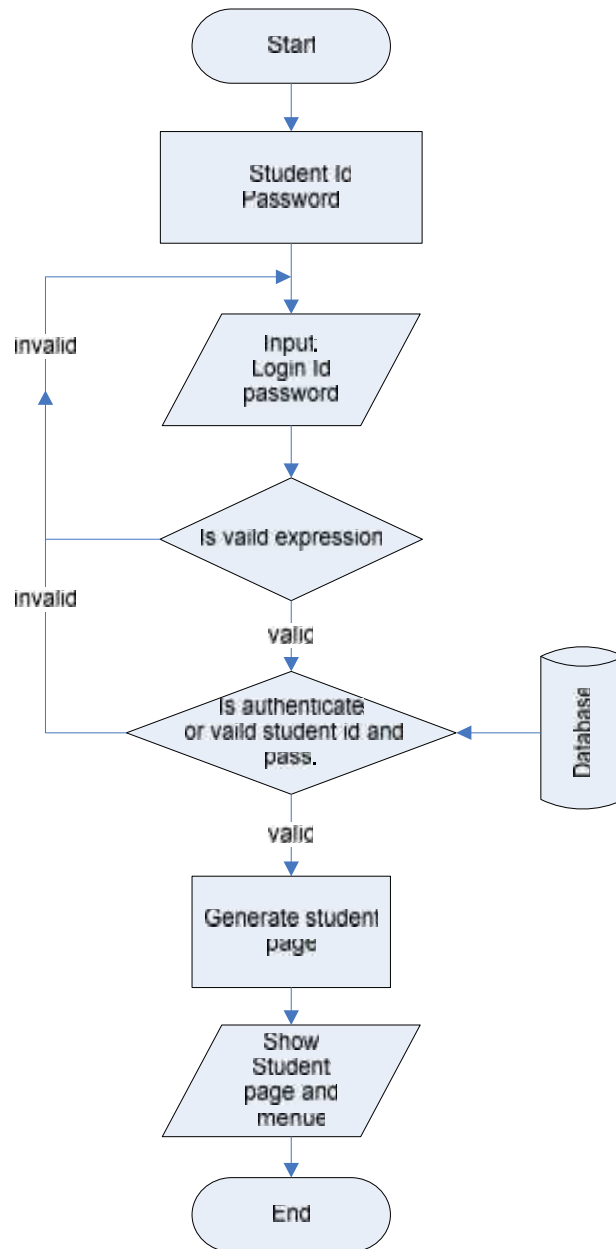 Start
Student Id
Password
Input:
Login Id
password
invalid
Is vaild expression
invalid
valid
Is authenticate
or vaild student id and
pass.
Database
valid
Generate student
page
Show
Student
page and
menue
End